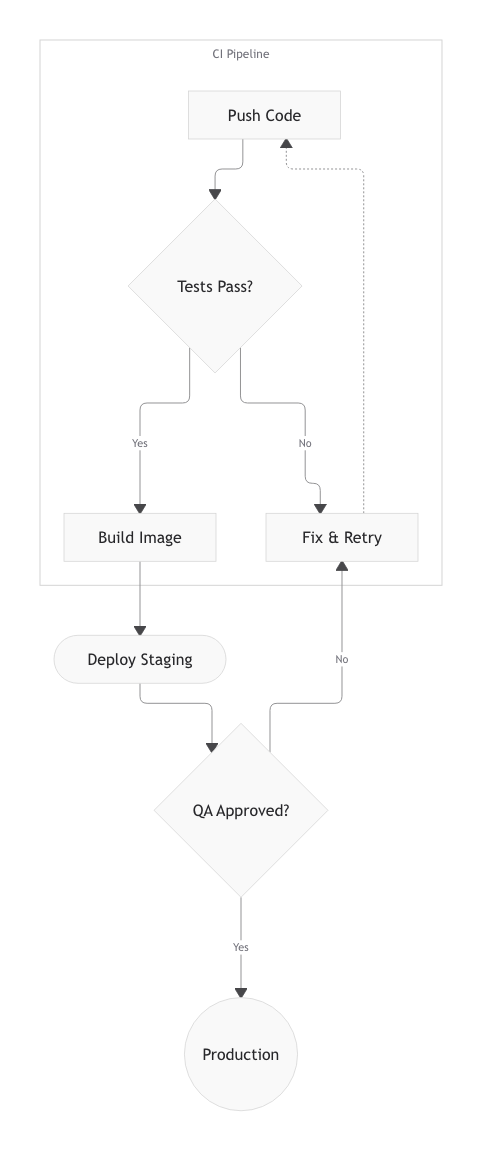 CI Pipeline
Push Code
Tests Pass?
Yes
No
Build Image
Fix & Retry
Deploy Staging
No
QA Approved?
Yes
Production